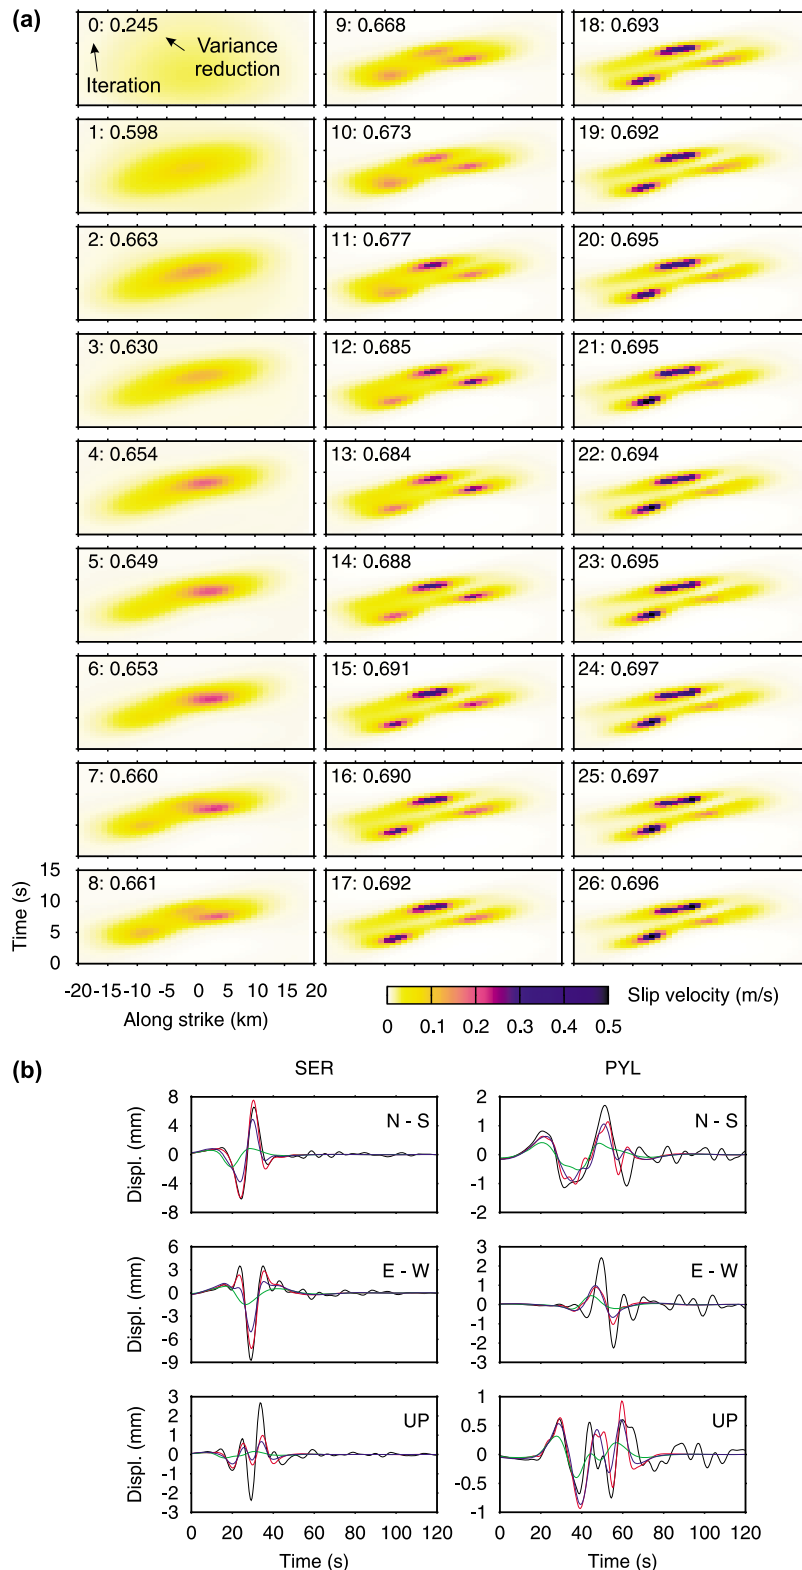 (a)
0: 0.245
Iteration
Variance
reduction
1: 0.598
2: 0.663
3: 0.630
4: 0.654
5: 0.649
6: 0.653
7: 0.660
8: 0.661
9: 0.668
10: 0.673
11: 0.677
12: 0.685
13: 0.684
14: 0.688
15: 0.691
16: 0.690
17: 0.692
18: 0.693
19: 0.692
20: 0.695
21: 0.695
22: 0.694
23: 0.695
24: 0.697
25: 0.697
26: 0.696
Time (s)
15
10
5
0
-20 -15 -10 -5 0 5 10 15 20
Along strike (km)
Slip velocity (m/s)
0 0.1 0.2 0.3 0.4 0.5
(b)
SER
PYL
Displ. (mm)
8
4
0
-4
-8
N - S
2
1
0
-1
-2
Displ. (mm)
N - S
Displ. (mm)
6
3
0
-3
-6
-9
E - W
Displ. (mm)
3
2
1
0
-1
-2
-3
E - W
Displ. (mm)
3
2
1
0
-1
-2
-3
UP
Displ. (mm)
1
0.5
0
-0.5
-1
UP
0 20 40 60 80 100 120
Time (s)
0 20 40 60 80 100 120
Time (s)